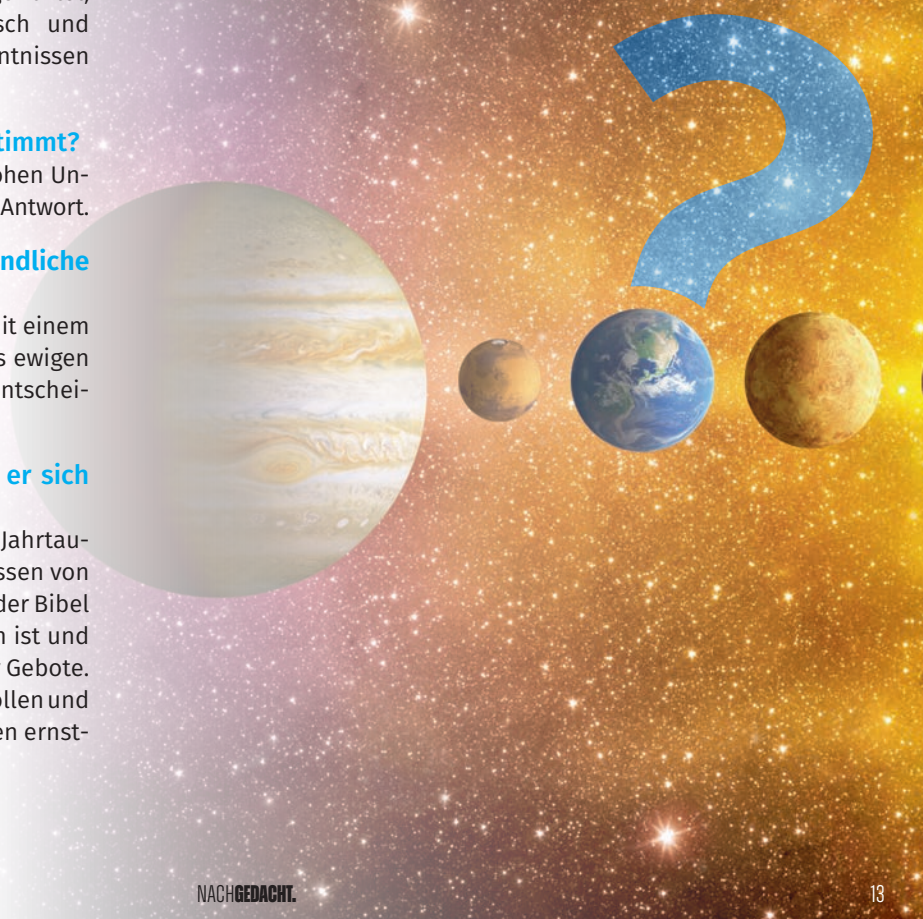 sch und
ntnissen
timmt?
ohen Un-
Antwort.
ndliche
it einem
s ewigen
ntschei-
er sich
Jahrtau-
ssen von
der Bibel
n ist und
Gebote.
ollen und
en ernst-
?
NACHGEDACHT.
13